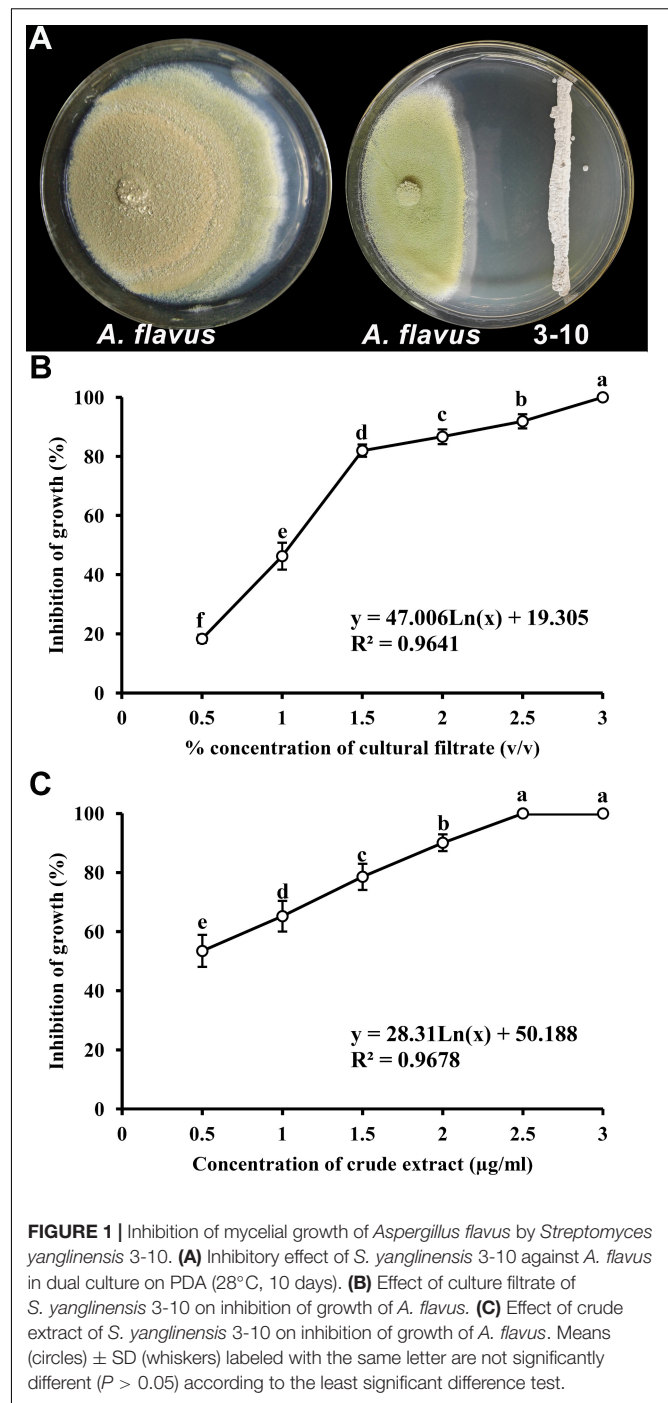 A
A. flavus
A. flavus 3-10
B
100
80
60
40
20
0
Inhibition of growth (%)
f
e
d
c
b
a
y = 47.006Ln(x) + 19.305
R² = 0.9641
0 0.5 1 1.5 2 2.5 3
% concentration of cultural filtrate (v/v)
C
100
80
60
40
20
0
Inhibition of growth (%)
e
d
c
b
a
a
y = 28.31Ln(x) + 50.188
R² = 0.9678
0 0.5 1 1.5 2 2.5 3
Concentration of crude extract (µg/ml)
FIGURE 1 | Inhibition of mycelial growth of Aspergillus flavus by Streptomyces
yanglinensis 3-10. (A) Inhibitory effect of S. yanglinensis 3-10 against A. flavus
in dual culture on PDA (28°C, 10 days). (B) Effect of culture filtrate of
S. yanglinensis 3-10 on inhibition of growth of A. flavus. (C) Effect of crude
extract of S. yanglinensis 3-10 on inhibition of growth of A. flavus. Means
(circles) ± SD (whiskers) labeled with the same letter are not significantly
different (P > 0.05) according to the least significant difference test.